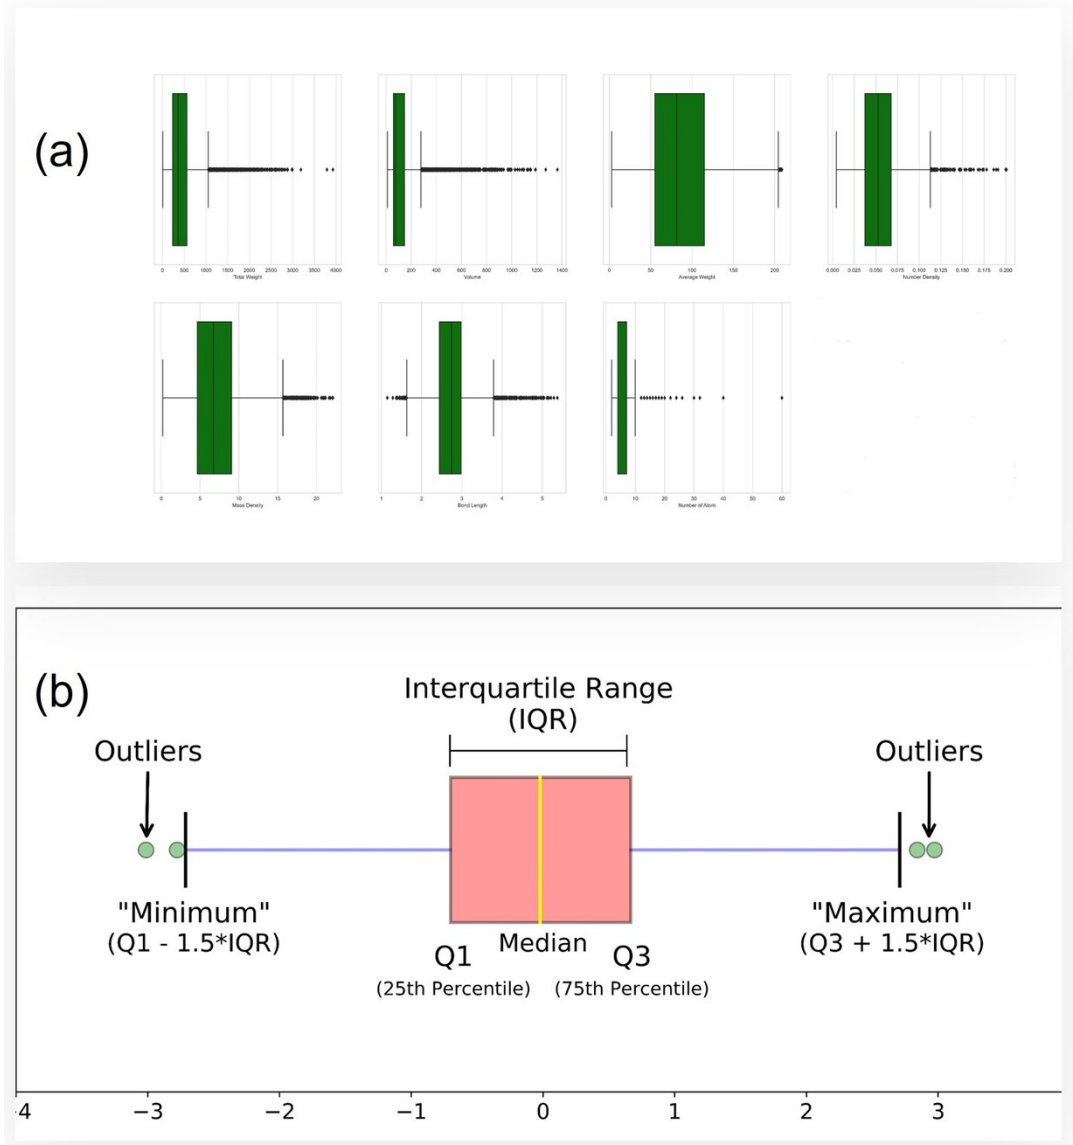 (a)
0 500 1000 1500 2000 2500 3000 3500 4000
Total Weight
0 200 400 600 800 1000 1200 1400
Volume
0 50 100 150 200
Average Weight
0.000 0.025 0.050 0.075 0.100 0.125 0.150 0.175 0.200
Number Density
0 5 10 15 20
Mass Density
1 2 3 4 5
Bond Length
0 10 20 30 40 50 60
Number of Atoms
(b)
Interquartile Range
(IQR)
Outliers
Outliers
"Minimum"
(Q1 - 1.5*IQR)
"Maximum"
(Q3 + 1.5*IQR)
Median
Q1
Q3
(25th Percentile)
(75th Percentile)
4 −3 −2 −1 0 1 2 3